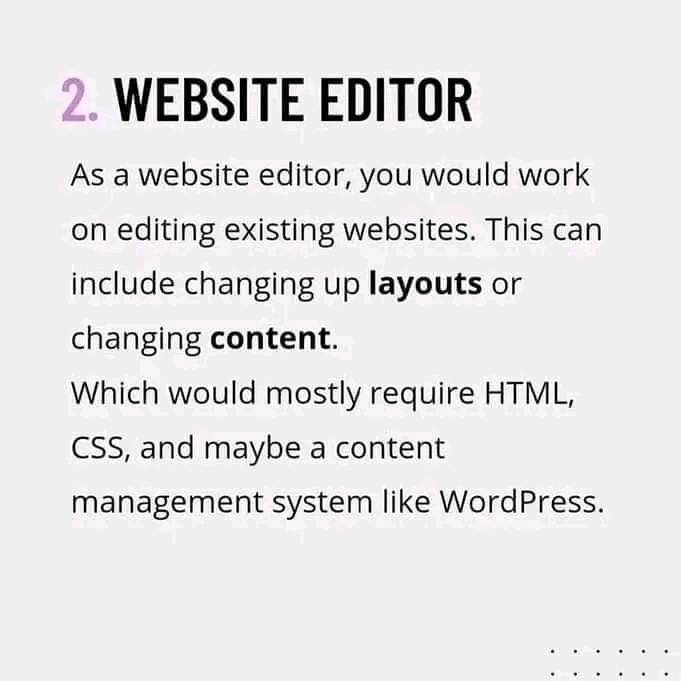 2. WEBSITE EDITOR
As a website editor, you would work
on editing existing websites. This can
include changing up layouts or
changing content.
Which would mostly require HTML,
CSS, and maybe a content
management system like WordPress.